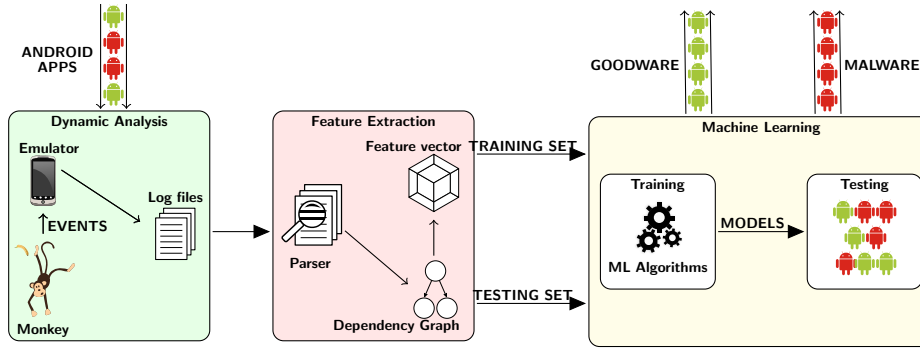 ANDROID
APPS
GOODWARE
MALWARE
Dynamic Analysis
Emulator
Log files
EVENTS
Monkey
Feature Extraction
Feature vector
Parser
Dependency Graph
TRAINING SET
TESTING SET
Machine Learning
Training
ML Algorithms
MODELS
Testing